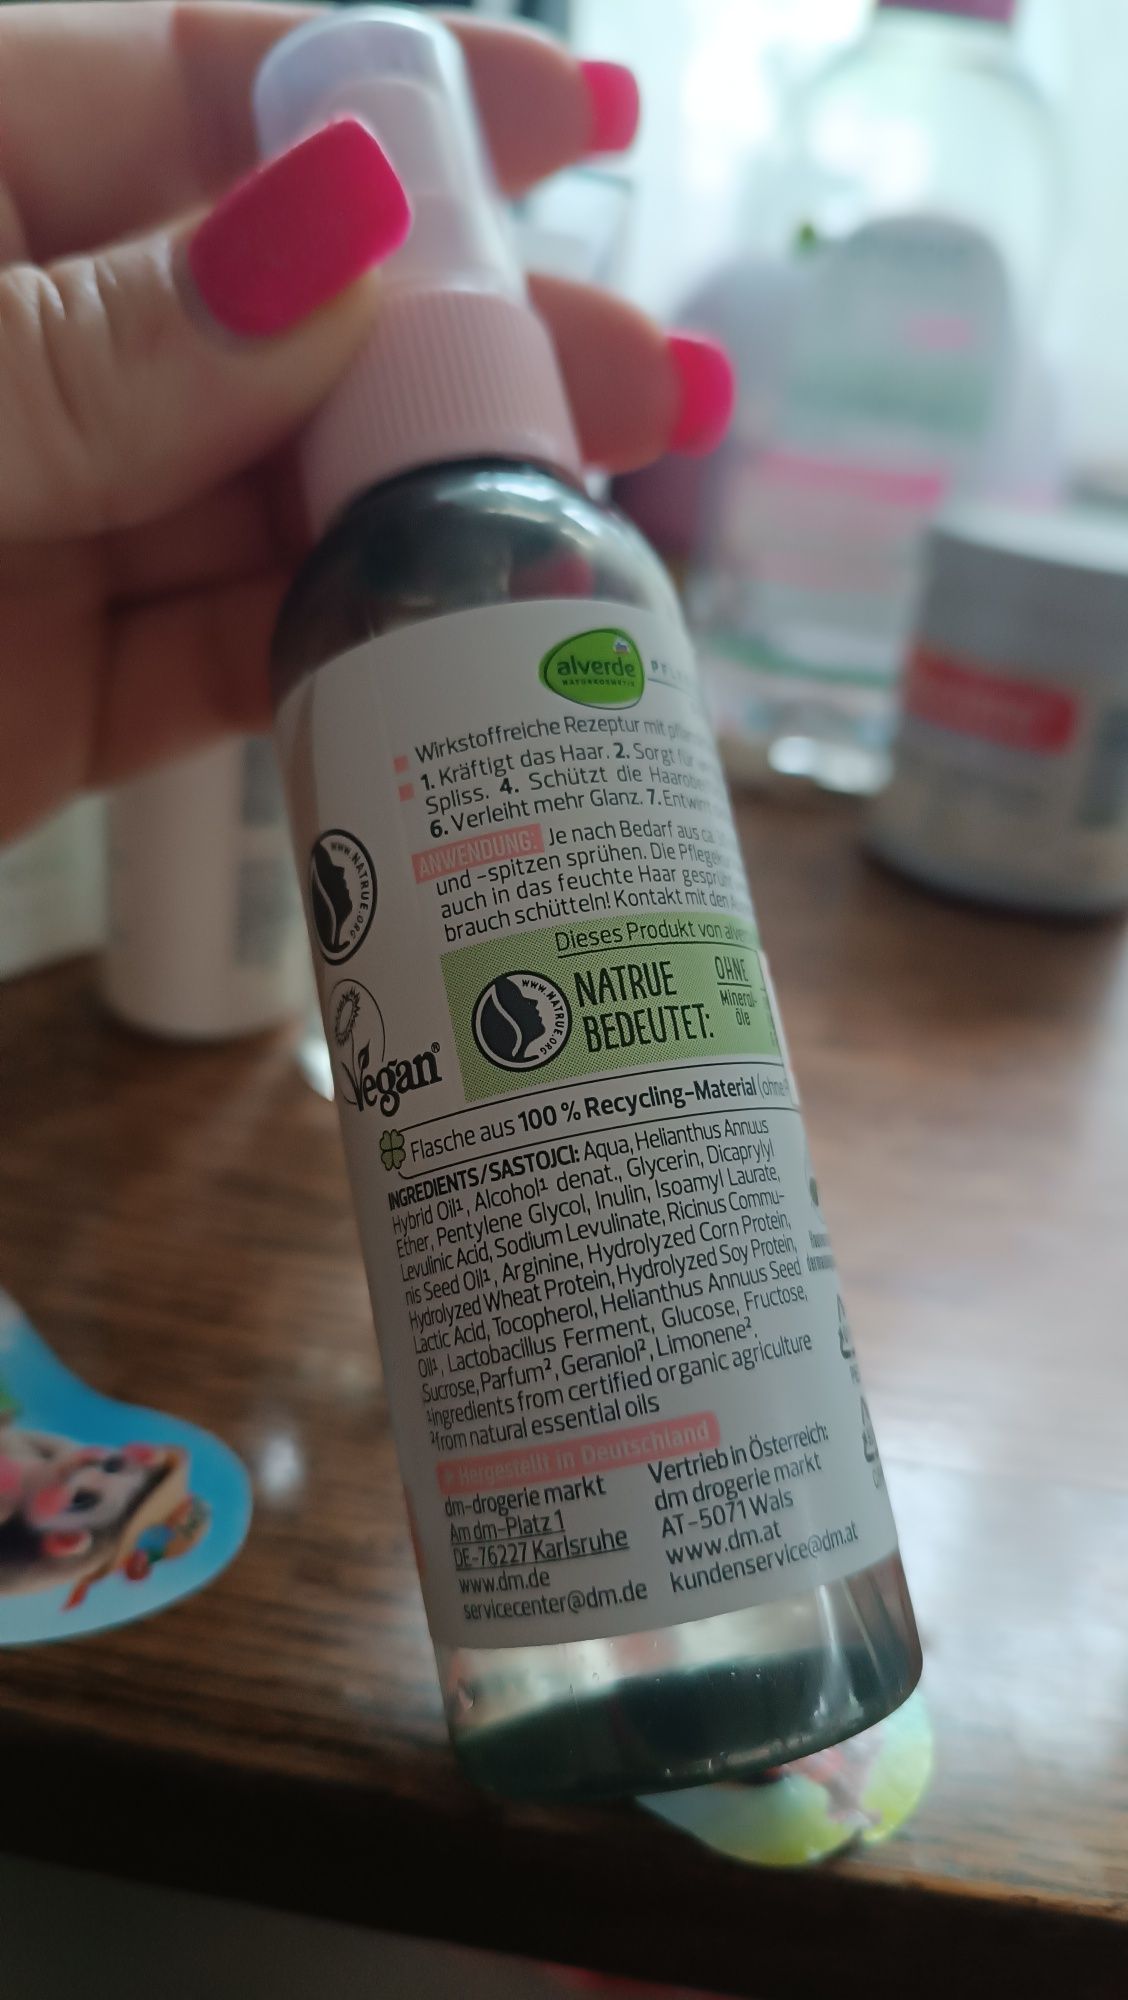 alverde
NATURKOSMETIK
Wirkstoffreiche Rezeptur mit
1. Kräftigt das Haar. 2. Sorgt für
Spliss. 4. Schützt die
6. Verleiht mehr Glanz. 7.
ANWENDUNG: Je nach Bedarf aus ca.
und -spitzen sprühen. Die
auch in das feuchte Haar
brauch schütteln! Kontakt mit den
www.NATRUE.ORG
Dieses Produkt von
www.NATRUE.ORG
NATRUE
BEDEUTET:
OHNE
Mineral-
öle
Vegan®
Flasche aus 100 % Recycling-Material (ohne
INGREDIENTS/SASTOJCI: Aqua, Helianthus Annuus
Hybrid Oil¹, Alcohol¹ denat., Glycerin, Dicaprylyl
Ether, Pentylene Glycol, Inulin, Isoamyl Laurate,
Levulinic Acid, Sodium Levulinate, Ricinus Commu-
nis Seed Oil¹, Arginine, Hydrolyzed Corn Protein,
Hydrolyzed Wheat Protein, Hydrolyzed Soy Protein,
Lactic Acid, Tocopherol, Helianthus Annuus Seed
Oil¹, Lactobacillus Ferment, Glucose, Fructose,
Sucrose, Parfum², Geraniol², Limonene².
¹ingredients from certified organic agriculture
²from natural essential oils
Hergestellt in Deutschland
dm-drogerie markt
Am dm-Platz 1
DE-76227 Karlsruhe
www.dm.de
servicecenter@dm.de
Vertrieb in Österreich:
dm drogerie markt
AT-5071 Wals
www.dm.at
kundenservice@dm.at